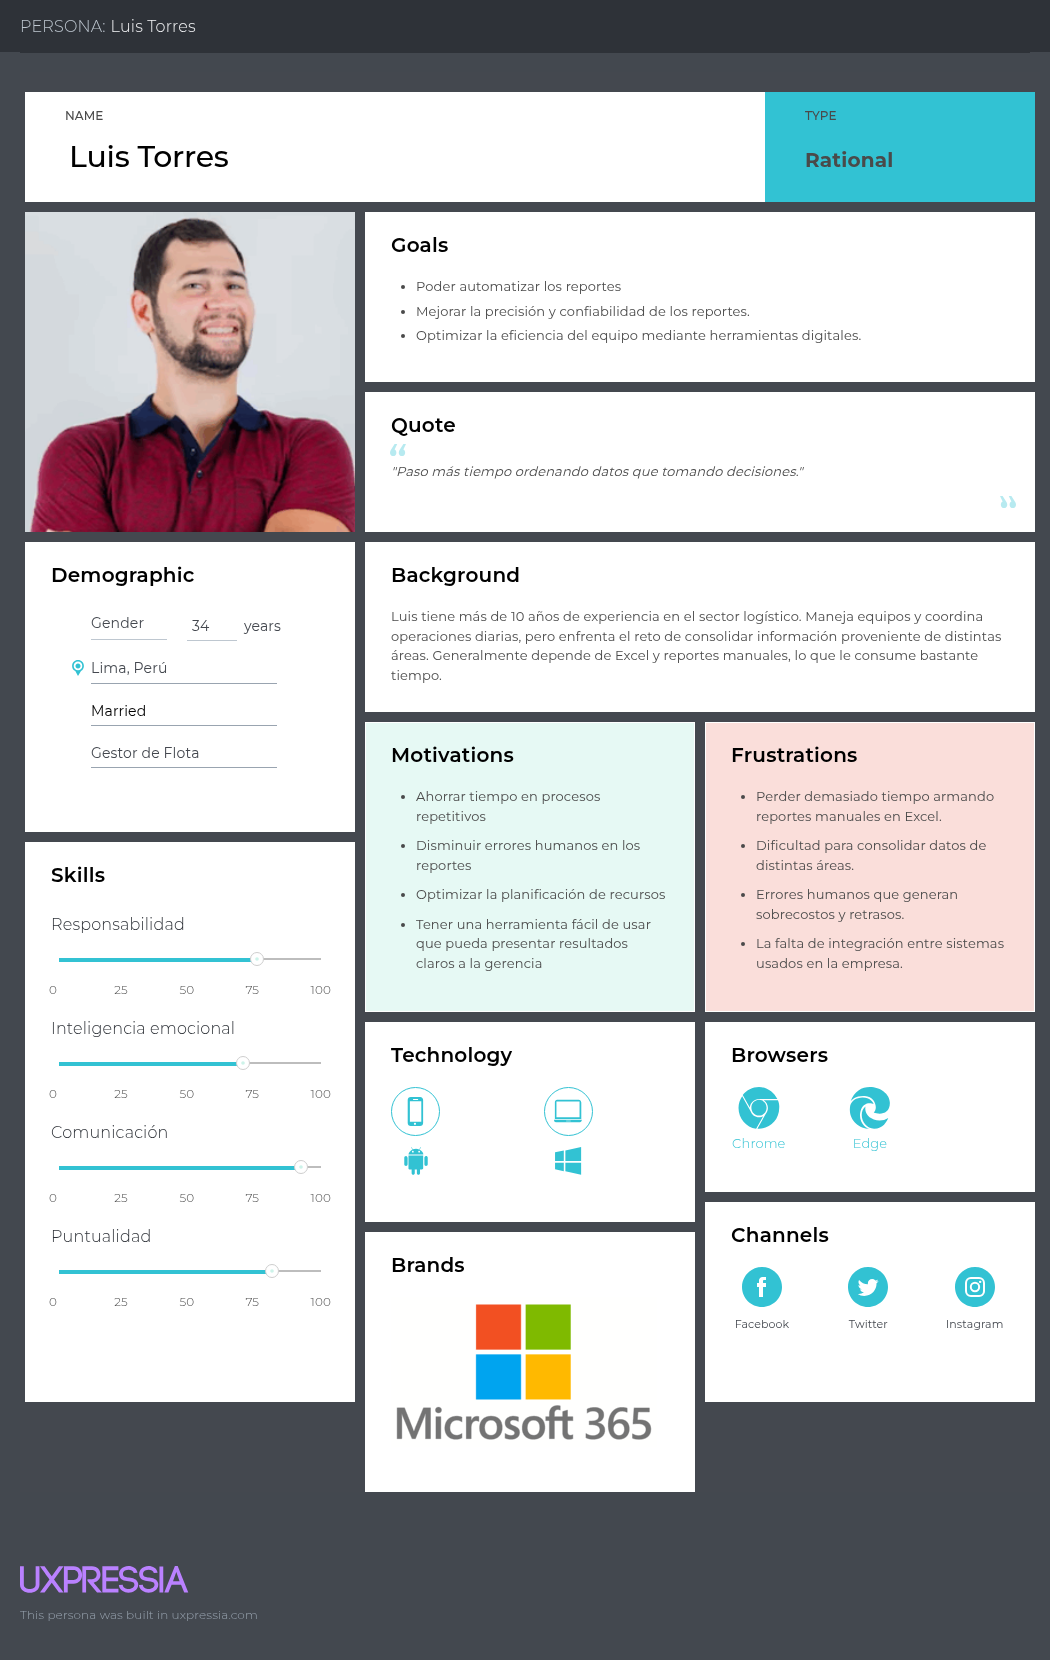 PERSONA: Luis Torres
NAME
Luis Torres
TYPE
Rational
Goals
Poder automatizar los reportes
Mejorar la precisión y confiabilidad de los reportes.
Optimizar la eficiencia del equipo mediante herramientas digitales.
Quote
"Paso más tiempo ordenando datos que tomando decisiones."
Demographic
Gender 34 years
Lima, Perú
Married
Gestor de Flota
Background
Luis tiene más de 10 años de experiencia en el sector logístico. Maneja equipos y coordina
operaciones diarias, pero enfrenta el reto de consolidar información proveniente de distintas
áreas. Generalmente depende de Excel y reportes manuales, lo que le consume bastante
tiempo.
Motivations
Ahorrar tiempo en procesos
repetitivos
Disminuir errores humanos en los
reportes
Optimizar la planificación de recursos
Tener una herramienta fácil de usar
que pueda presentar resultados
claros a la gerencia
Frustrations
Perder demasiado tiempo armando
reportes manuales en Excel.
Dificultad para consolidar datos de
distintas áreas.
Errores humanos que generan
sobrecostos y retrasos.
La falta de integración entre sistemas
usados en la empresa.
Skills
Responsabilidad
0 25 50 75 100
Inteligencia emocional
0 25 50 75 100
Comunicación
0 25 50 75 100
Puntualidad
0 25 50 75 100
Technology
Browsers
Chrome Edge
Brands
Microsoft 365
Channels
Facebook Twitter Instagram
UXPRESSIA
This persona was built in uxpressia.com